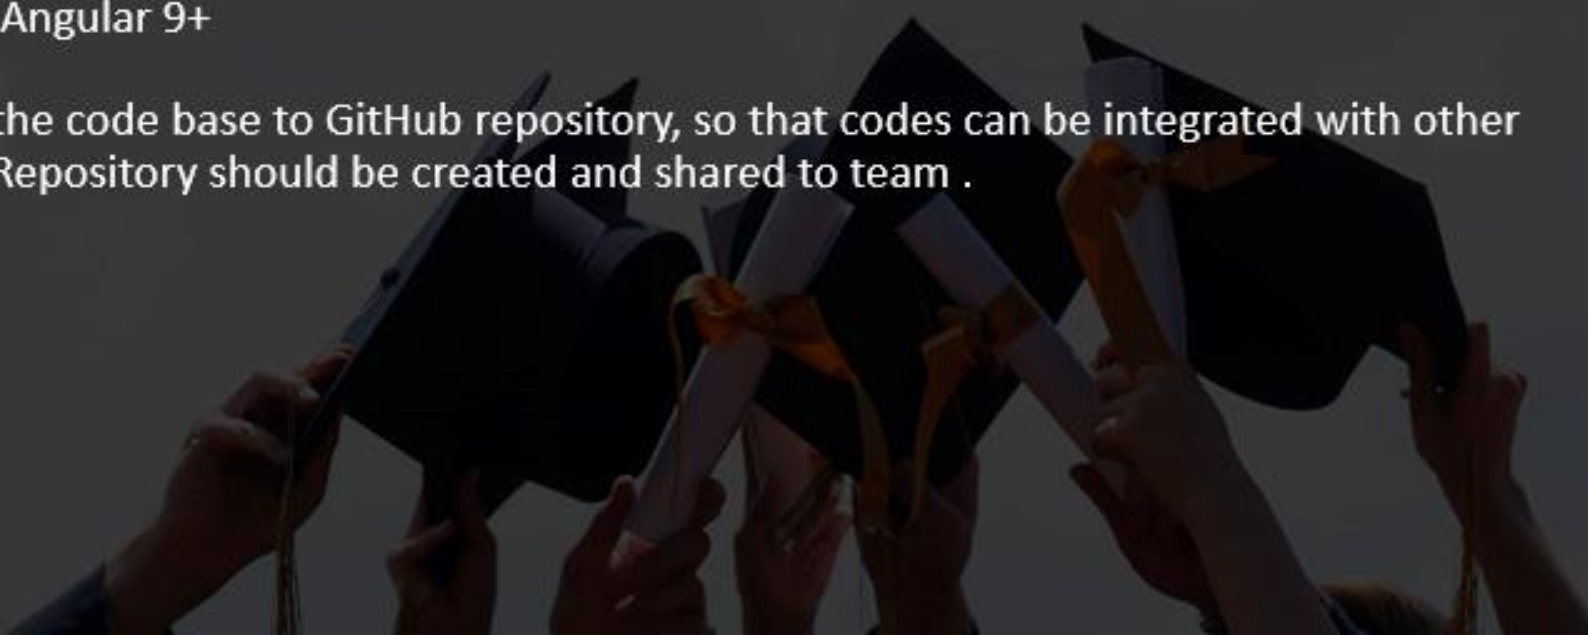 Angular 9+
the code base to GitHub repository, so that codes can be integrated with other
Repository should be created and shared to team .